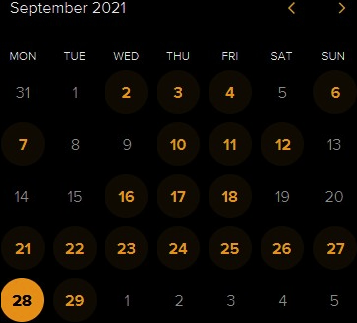 September 2021
MON TUE WED THU FRI SAT SUN
31 1 2 3 4 5 6
7 8 9 10 11 12 13
14 15 16 17 18 19 20
21 22 23 24 25 26 27
28 29 1 2 3 4 5